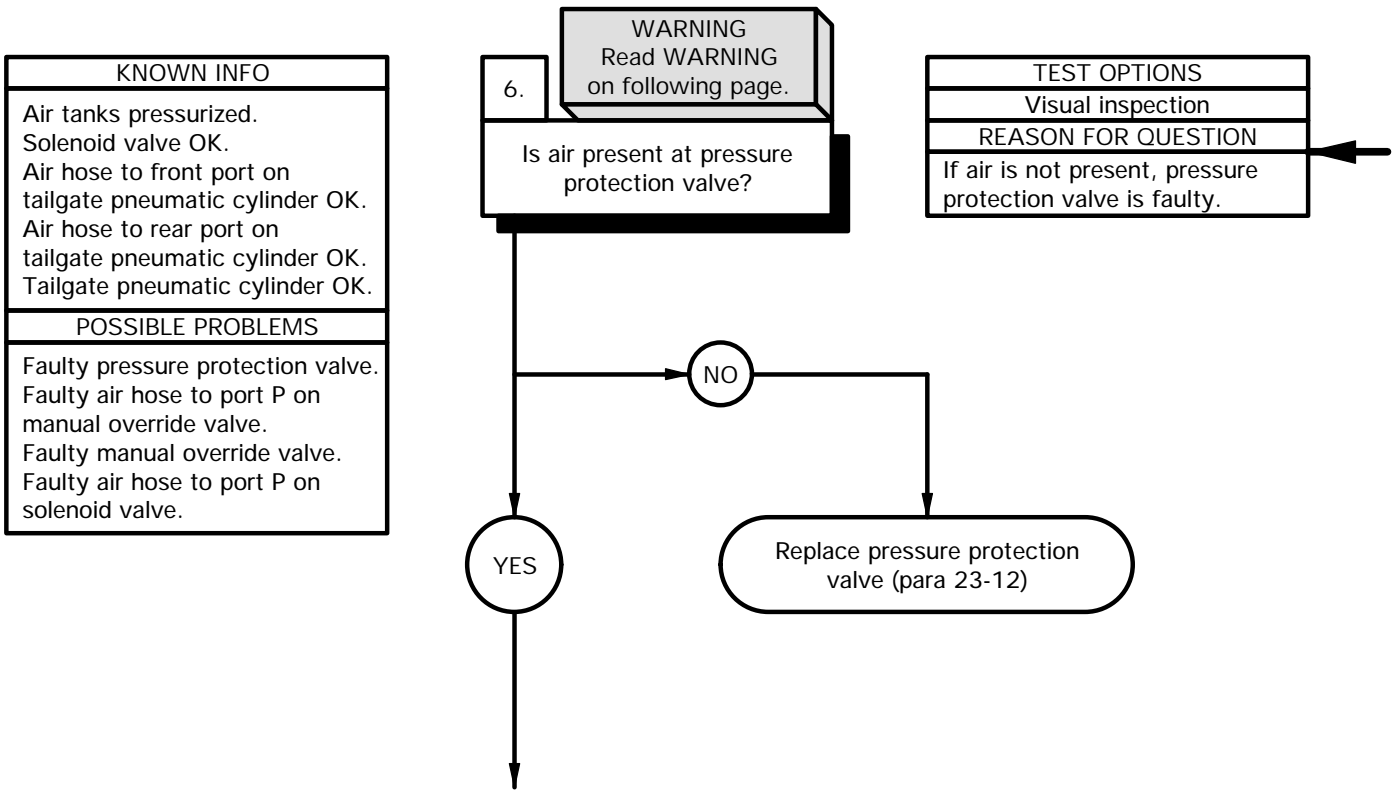 KNOWN INFO
Air tanks pressurized.
Solenoid valve OK.
Air hose to front port on
tailgate pneumatic cylinder OK.
Air hose to rear port on
tailgate pneumatic cylinder OK.
Tailgate pneumatic cylinder OK.
POSSIBLE PROBLEMS
Faulty pressure protection valve.
Faulty air hose to port P on
manual override valve.
Faulty manual override valve.
Faulty air hose to port P on
solenoid valve.
WARNING
Read WARNING
on following page.
6.
Is air present at pressure
protection valve?
TEST OPTIONS
Visual inspection
REASON FOR QUESTION
If air is not present, pressure
protection valve is faulty.
NO
YES
Replace pressure protection
valve (para 23-12)